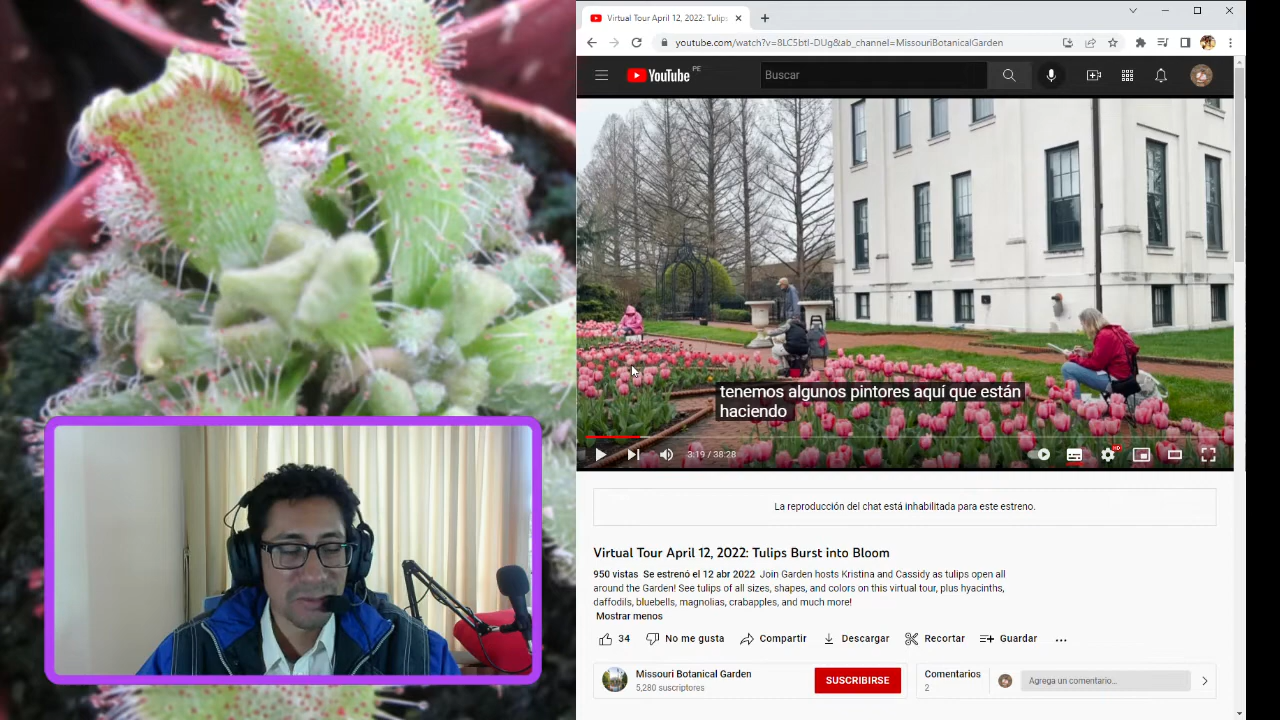 Virtual Tour April 12, 2022: Tulips
youtube.com/watch?v=8LC5btI-DUg&ab_channel=MissouriBotanicalGarden
YouTube PE
Buscar
tenemos algunos pintores aquí que están
haciendo
3:19 / 38:28
HD
La reproducción del chat está inhabilitada para este estreno.
Virtual Tour April 12, 2022: Tulips Burst into Bloom
950 vistas Se estrenó el 12 abr 2022 Join Garden hosts Kristina and Cassidy as tulips open all
around the Garden! See tulips of all sizes, shapes, and colors on this virtual tour, plus hyacinths,
daffodils, bluebells, magnolias, crabapples, and much more!
Mostrar menos
34 No me gusta Compartir Descargar Recortar Guardar ...
Missouri Botanical Garden
5,280 suscriptores
SUSCRIBIRSE
Comentarios
2
Agrega un comentario...